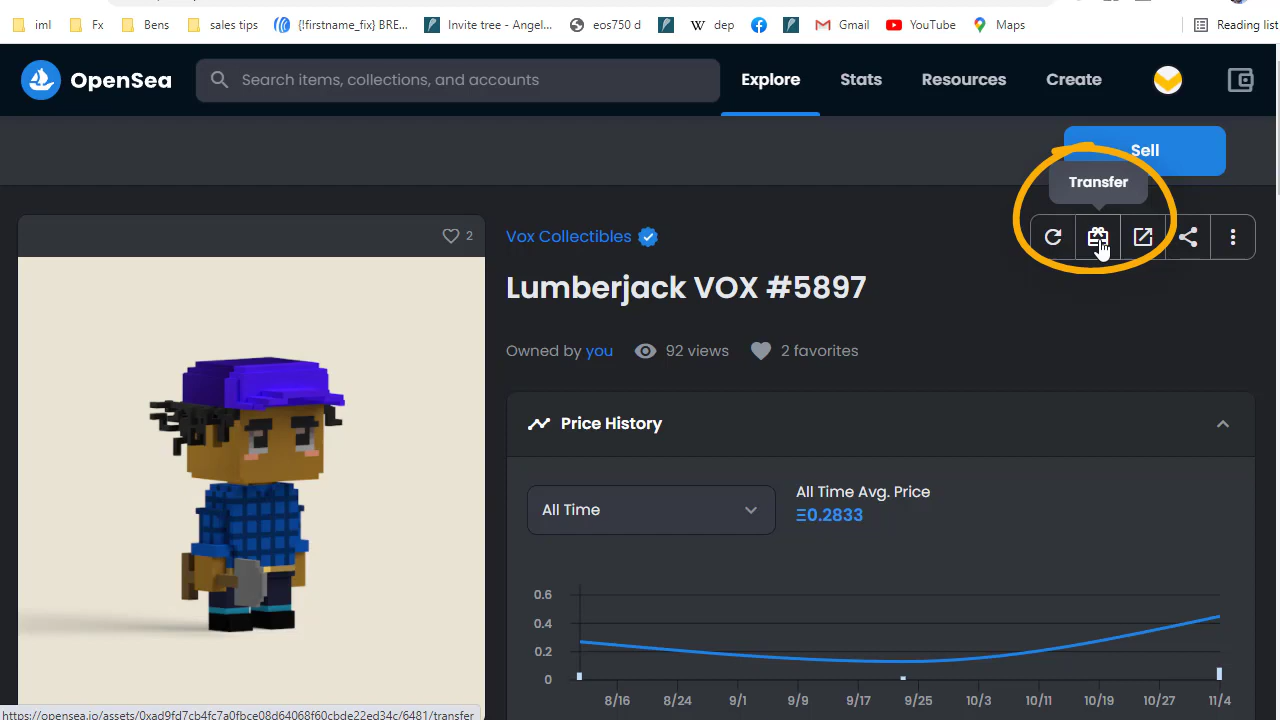 iml Fx Bens sales tips {!firstname_fix} BRE... Invite tree - Angel... eos750 d dep Gmail YouTube Maps Reading list
OpenSea Search items, collections, and accounts Explore Stats Resources Create
Sell
Transfer
2
Vox Collectibles
Lumberjack VOX #5897
Owned by you 92 views 2 favorites
Price History
All Time
All Time Avg. Price
Ξ0.2833
0.6
0.4
0.2
0
8/16 8/24 9/1 9/9 9/17 9/25 10/3 10/11 10/19 10/27 11/4
https://opensea.io/assets/0xad9fd7cb4fc7a0fbce08d64068f60cbde22ed34c/6481/transfer